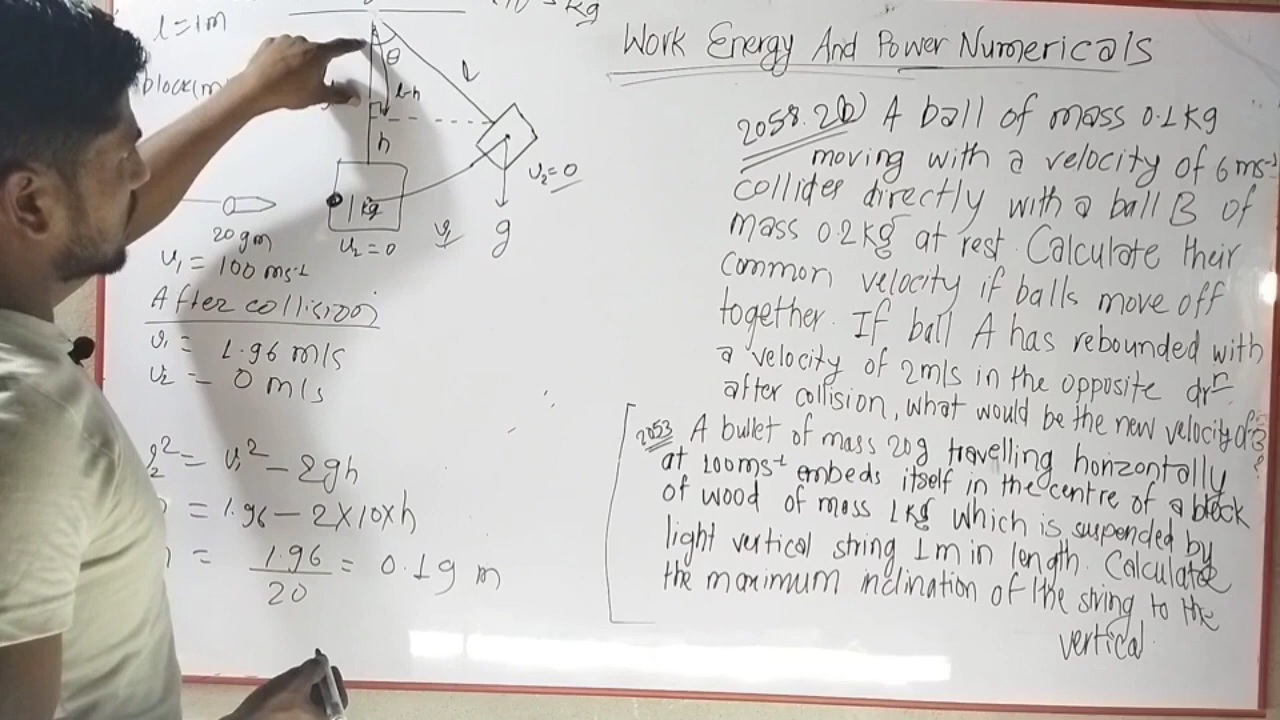 l = 1m
kg
block(m
θ
l
l-h
h
1 kg
v₂ = 0
20gm
u₂ = 0
v₁
g
u₁ = 100 ms⁻¹
After collision
v₁ = 1.96 m/s
v₂ = 0 m/s
v₂² = v₁² - 2gh
= 1.96 - 2×10×h
= 1.96/20 = 0.19 m
Work Energy And Power Numericals
2058.2(b) A ball of mass 0.1kg
moving with a velocity of 6ms⁻¹
collides directly with a ball B of
mass 0.2kg at rest. Calculate their
common velocity if balls move off
together. If ball A has rebounded with
a velocity of 2m/s in the opposite drⁿ
after collision, what would be the new velocity of B
?
2053 A bullet of mass 20g travelling horizontally
at 100ms⁻¹ embeds itself in the centre of a block
of wood of mass 1kg which is suspended by
light vertical string 1m in length. Calculate
the maximum inclination of the string to the
vertical.